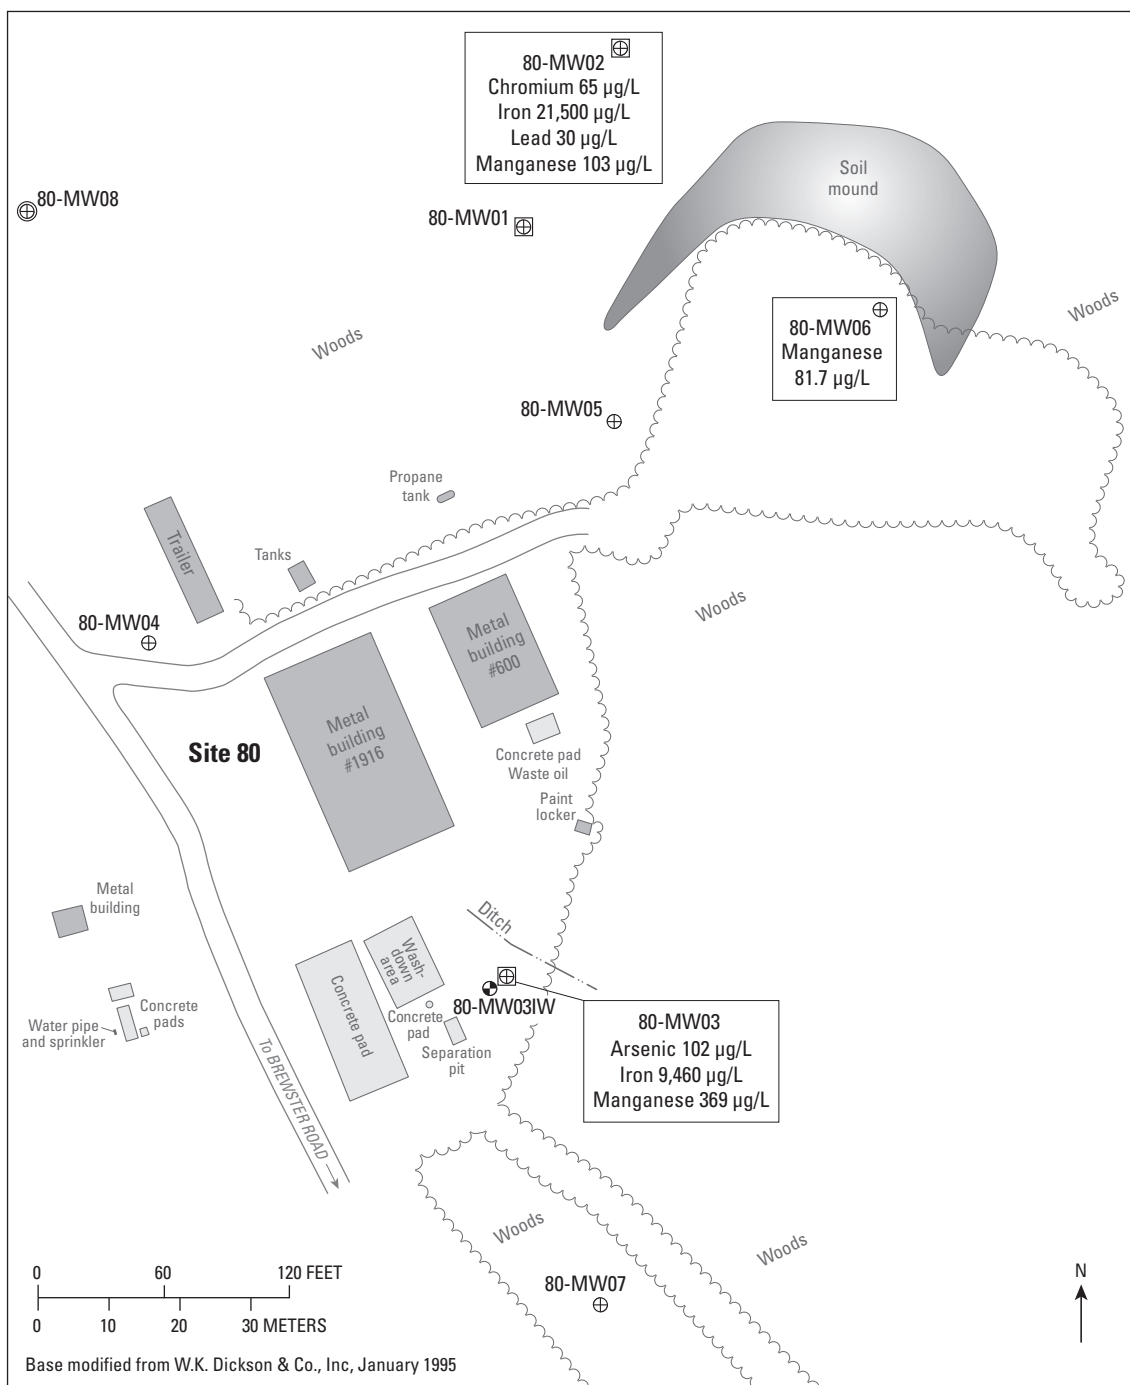 80-MW02
Chromium 65 µg/L
Iron 21,500 µg/L
Lead 30 µg/L
Manganese 103 µg/L
Soil
mound
80-MW08
80-MW01
Woods
80-MW06
Manganese
81.7 µg/L
Woods
80-MW05
Propane
tank
Trailer
Tanks
Woods
80-MW04
Metal
building
#600
Metal
building
#1916
Site 80
Concrete pad
Waste oil
Paint
locker
Metal
building
Ditch
Wash-
down
area
Concrete pad
80-MW03IW
Concrete
pad
Separation
pit
Concrete
pads
Water pipe
and sprinkler
80-MW03
Arsenic 102 µg/L
Iron 9,460 µg/L
Manganese 369 µg/L
To BREWSTER ROAD
Woods
Woods
80-MW07
0 60 120 FEET
0 10 20 30 METERS
N
Base modified from W.K. Dickson & Co., Inc, January 1995